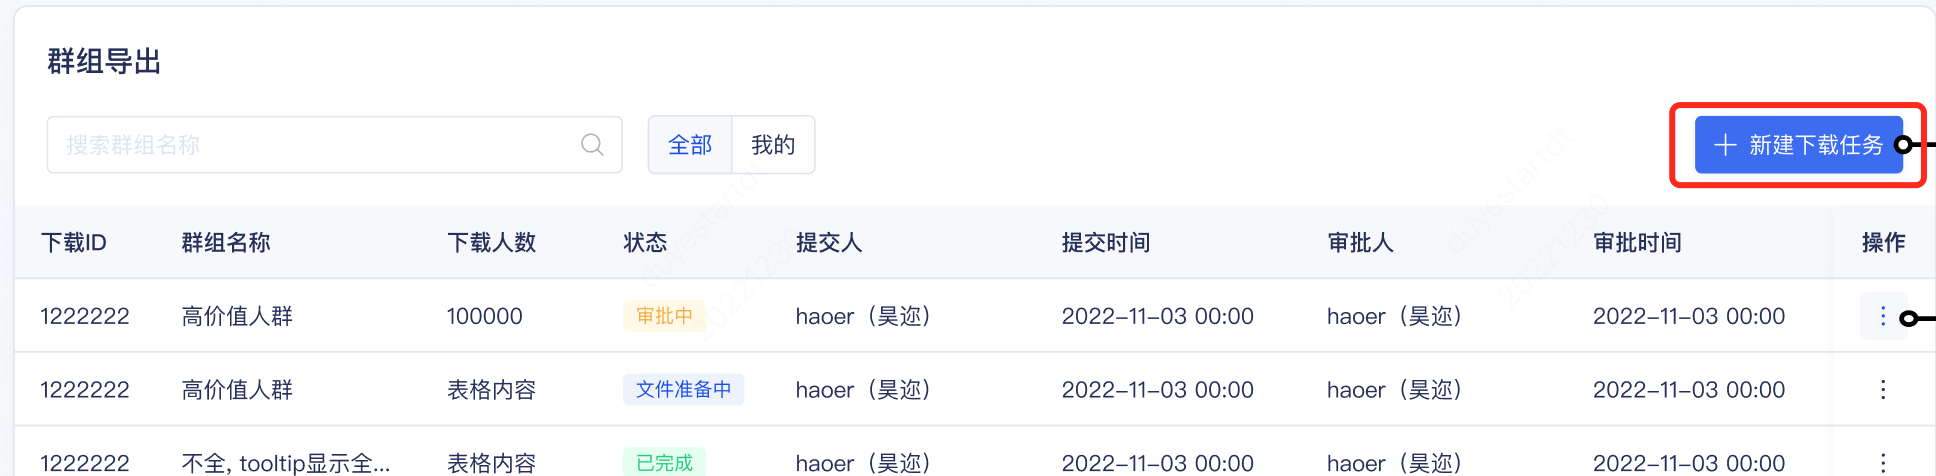 群组导出
搜索群组名称 全部 我的 新建下载任务
下载ID 群组名称 下载人数 状态 提交人 提交时间 审批人 审批时间 操作
1222222 高价值人群 100000 审批中 haoer（昊迩） 2022-11-03 00:00 haoer（昊迩） 2022-11-03 00:00
1222222 高价值人群 表格内容 文件准备中 haoer（昊迩） 2022-11-03 00:00 haoer（昊迩） 2022-11-03 00:00
1222222 不全, tooltip显示全... 表格内容 已完成 haoer（昊迩） 2022-11-03 00:00 haoer（昊迩） 2022-11-03 00:00
duyestartdt
20221230
duyestartdt
20221230